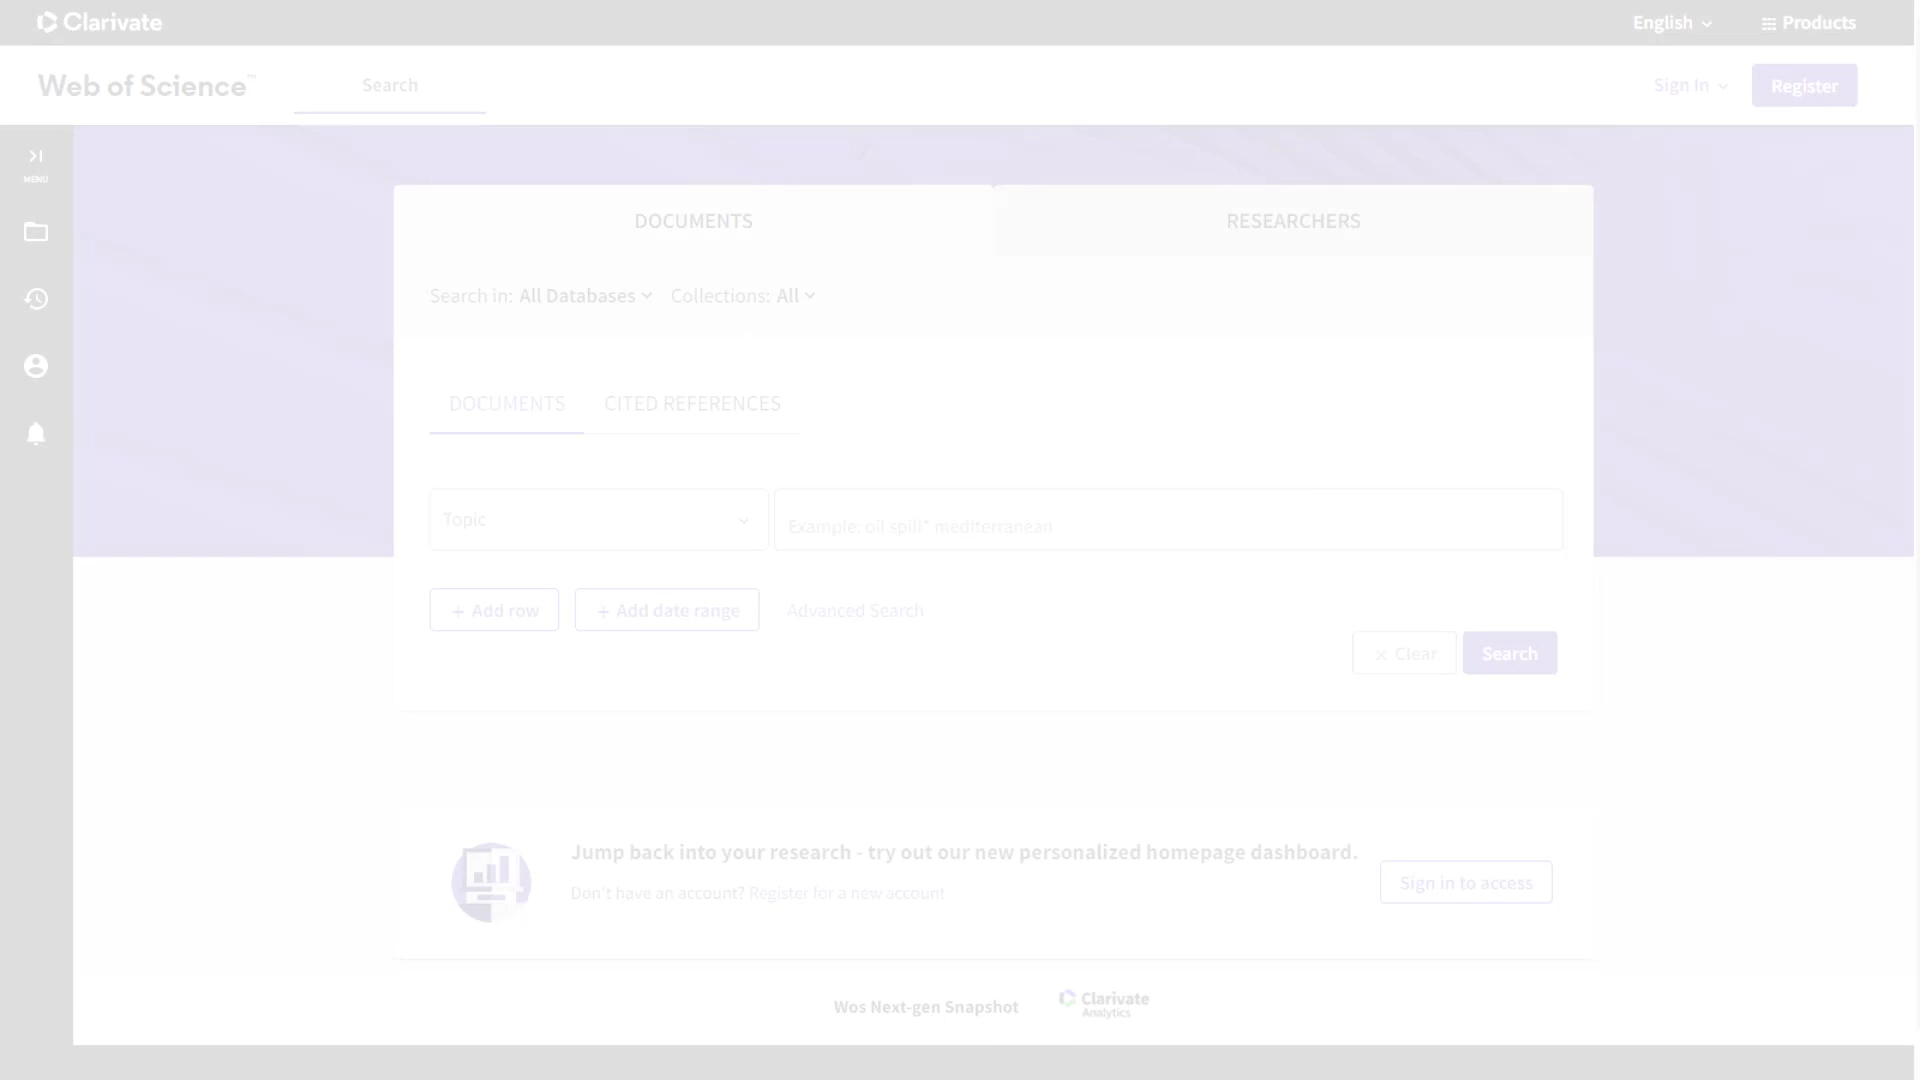 Clarivate
English
Products
Web of Science™
Search
Sign In
Register
MENU
DOCUMENTS
RESEARCHERS
Search in: All Databases
Collections: All
DOCUMENTS
CITED REFERENCES
Topic
Example: oil spill* mediterranean
+ Add row
+ Add date range
Advanced Search
× Clear
Search
Jump back into your research - try out our new personalized homepage dashboard.
Don't have an account? Register for a new account
Sign in to access
Wos Next-gen Snapshot
Clarivate
Analytics